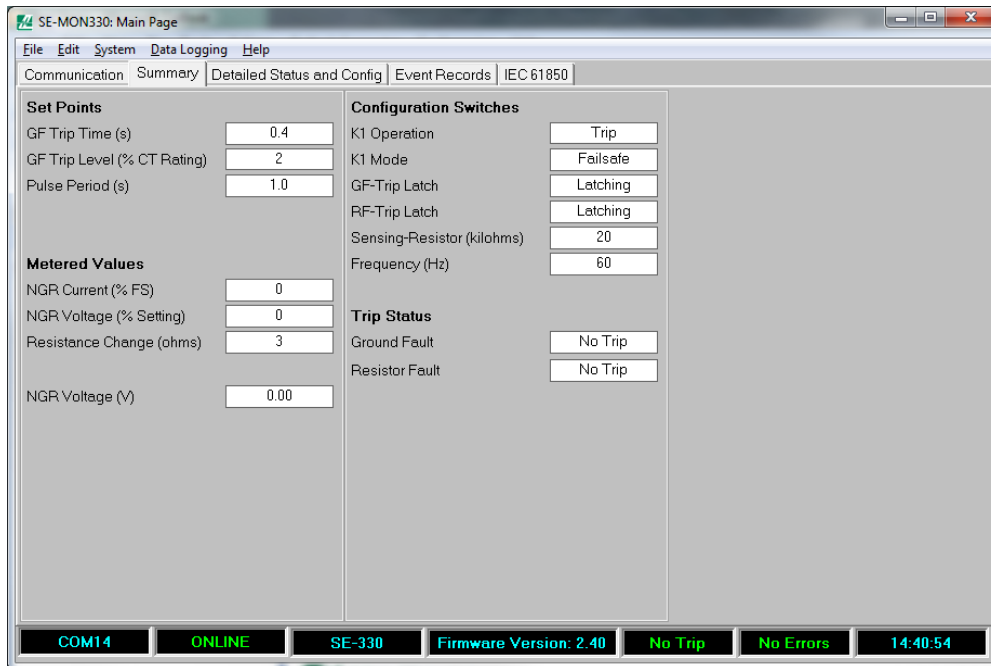 SE-MON330: Main Page
File Edit System Data Logging Help
Communication Summary Detailed Status and Config Event Records IEC 61850
Set Points
GF Trip Time (s) 0.4
GF Trip Level (% CT Rating) 2
Pulse Period (s) 1.0
Metered Values
NGR Current (% FS) 0
NGR Voltage (% Setting) 0
Resistance Change (ohms) 3
NGR Voltage (V) 0.00
Configuration Switches
K1 Operation Trip
K1 Mode Failsafe
GF-Trip Latch Latching
RF-Trip Latch Latching
Sensing-Resistor (kilohms) 20
Frequency (Hz) 60
Trip Status
Ground Fault No Trip
Resistor Fault No Trip
COM14 ONLINE SE-330 Firmware Version: 2.40 No Trip No Errors 14:40:54